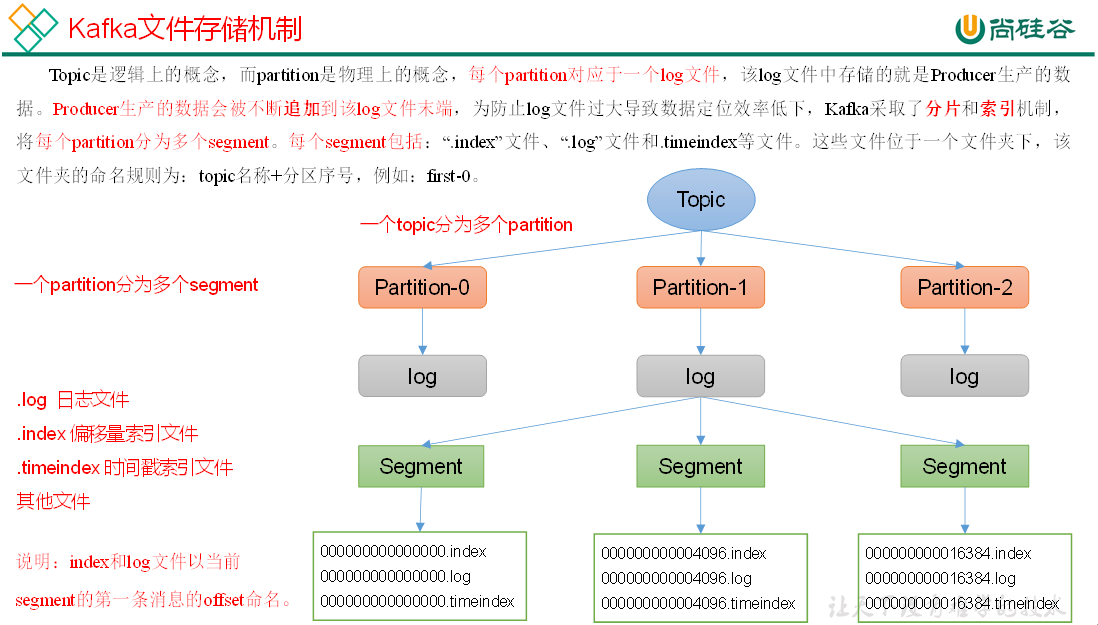 Kafka文件存储机制
尚硅谷
Topic是逻辑上的概念，而partition是物理上的概念，每个partition对应于一个log文件，该log文件中存储的就是Producer生产的数
据。Producer生产的数据会被不断追加到该log文件末端，为防止log文件过大导致数据定位效率低下，Kafka采取了分片和索引机制，
将每个partition分为多个segment。每个segment包括：“.index”文件、“.log”文件和.timeindex等文件。这些文件位于一个文件夹下，该
文件夹的命名规则为：topic名称+分区序号，例如：first-0。
Topic
一个topic分为多个partition
一个partition分为多个segment
Partition-0
Partition-1
Partition-2
log
log
log
.log 日志文件
.index 偏移量索引文件
.timeindex 时间戳索引文件
其他文件
Segment
Segment
Segment
说明：index和log文件以当前
segment的第一条消息的offset命名。
000000000000000.index
000000000000000.log
000000000000000.timeindex
000000000004096.index
000000000004096.log
000000000004096.timeindex
000000000016384.index
000000000016384.log
000000000016384.timeindex